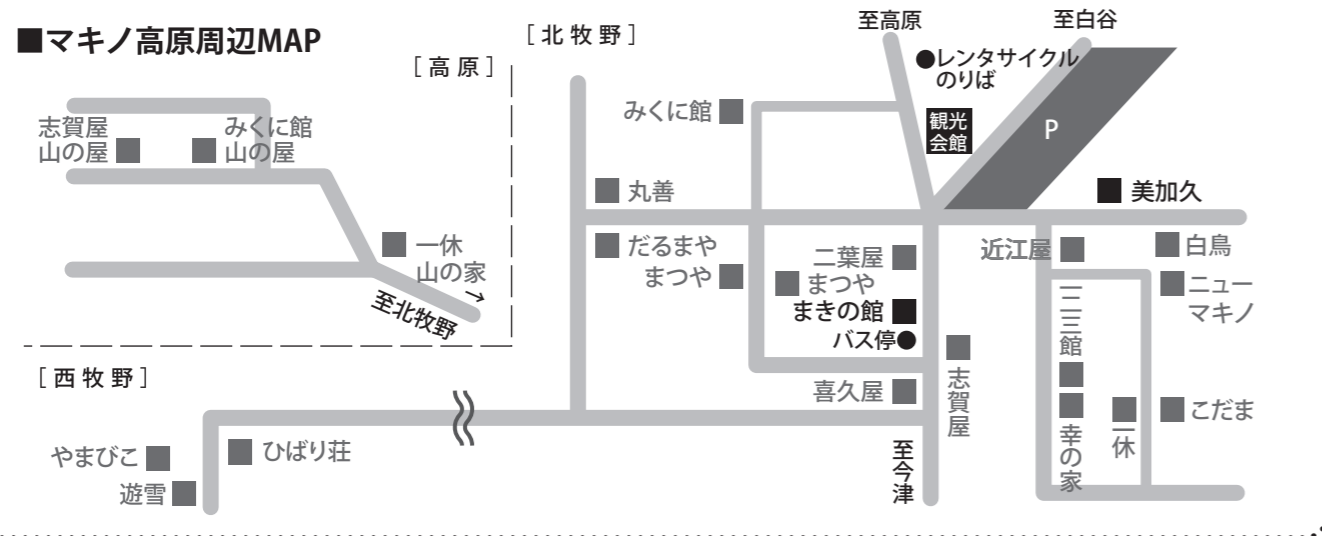 ■マキノ高原周辺MAP
［高原］
志賀屋
山の屋
みくに館
山の屋
一休
山の家
→
至北牧野
［北牧野］
至高原
至白谷
●レンタサイクル
のりば
みくに館
観光
会館
P
丸善
美加久
だるまや
まつや
二葉屋
まつや
まきの館
バス停●
近江屋
白鳥
ニュー
マキノ
一二三館
志賀屋
喜久屋
幸の家
一休
こだま
至今津
［西牧野］
やまびこ
遊雪
ひばり荘